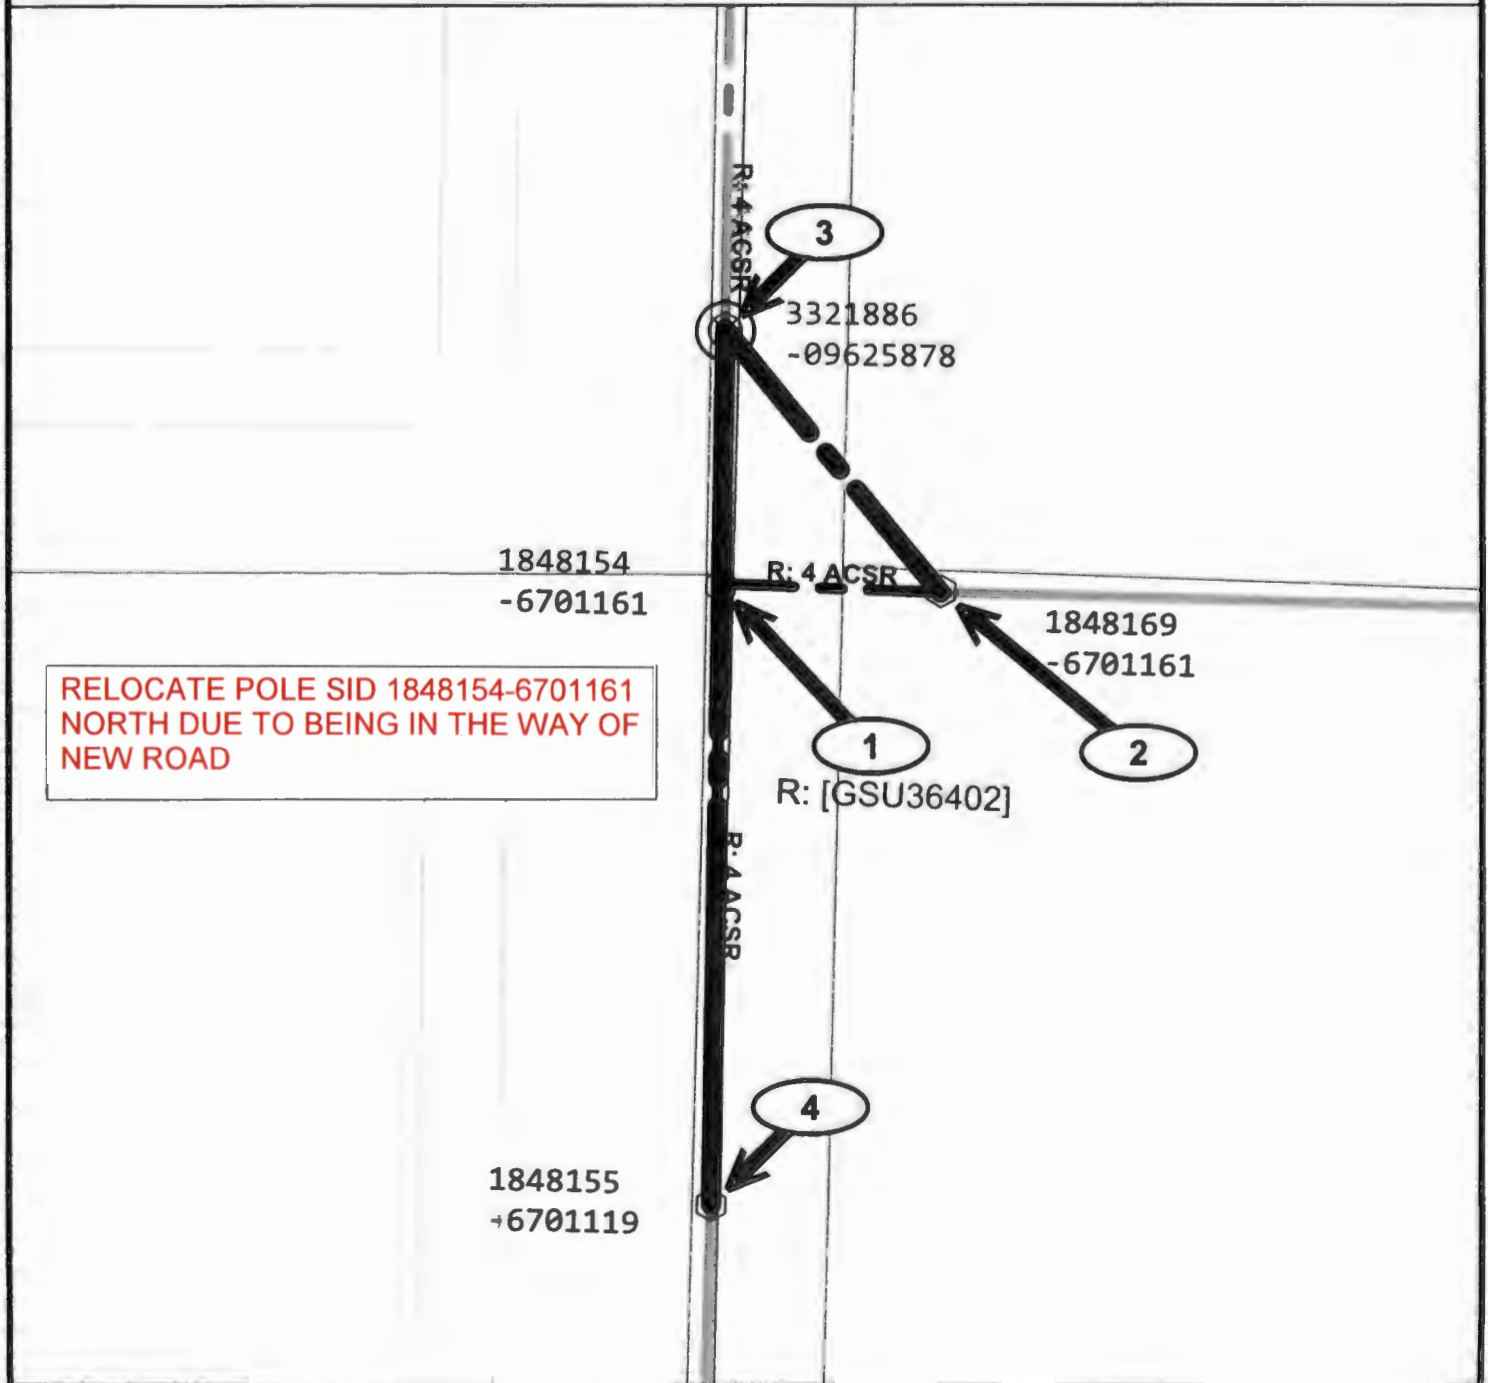 R: 4 ACSR
3
3321886
-09625878
1848154
-6701161
R: 4 ACSR
1848169
-6701161
RELOCATE POLE SID 1848154-6701161
NORTH DUE TO BEING IN THE WAY OF
NEW ROAD
1
2
R: [GSU36402]
R: 4 ACSR
4
1848155
-6701119